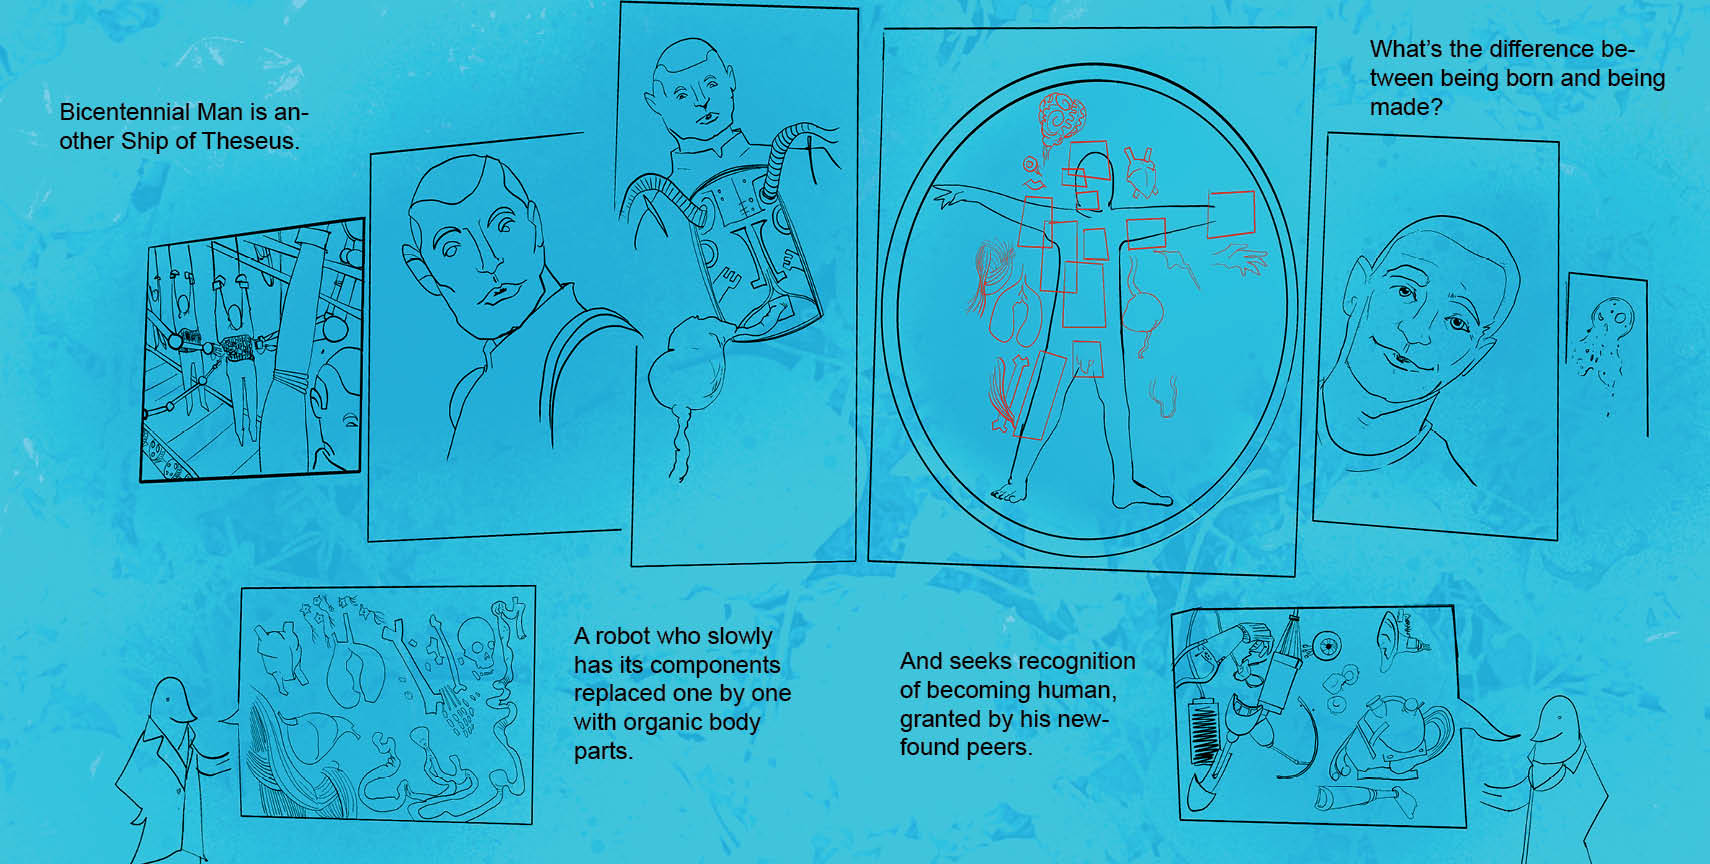 Bicentennial Man is an-
other Ship of Theseus.
What’s the difference be-
tween being born and being
made?
A robot who slowly
has its components
replaced one by one
with organic body
parts.
And seeks recognition
of becoming human,
granted by his new-
found peers.